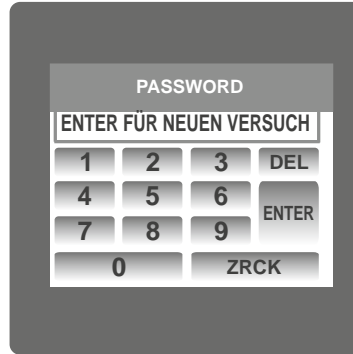 PASSWORD
ENTER FÜR NEUEN VERSUCH
1 2 3 DEL
4 5 6 ENTER
7 8 9
0 ZRCK